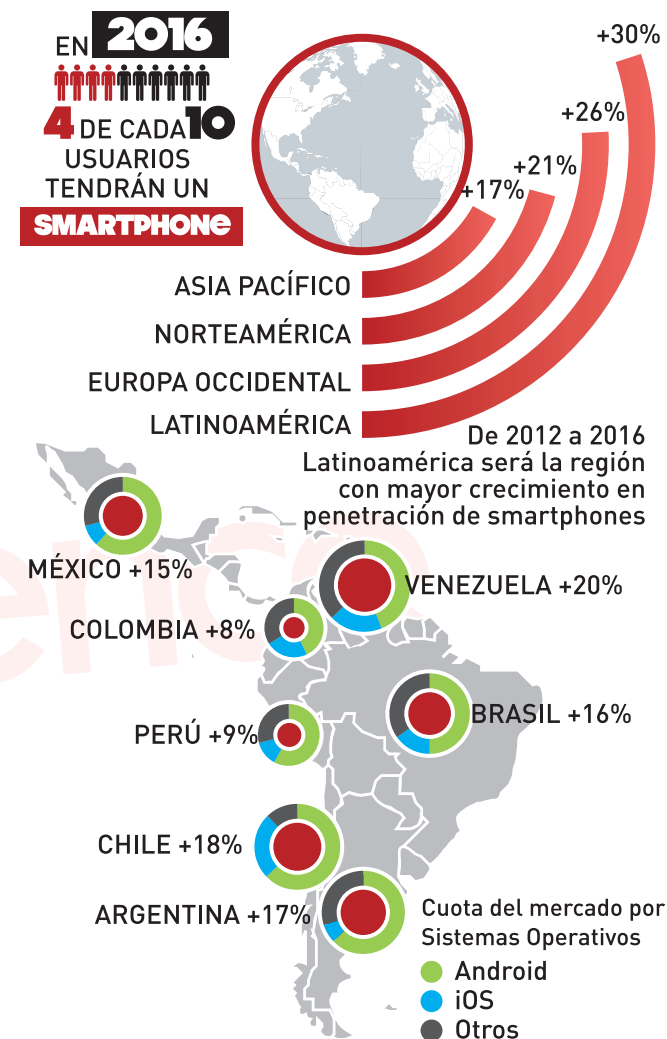 EN 2016
4 DE CADA 10
USUARIOS
TENDRÁN UN
SMARTPHONE
+30%
+26%
+21%
+17%
ASIA PACÍFICO
NORTEAMÉRICA
EUROPA OCCIDENTAL
LATINOAMÉRICA
De 2012 a 2016
Latinoamérica será la región
con mayor crecimiento en
penetración de smartphones
MÉXICO +15%
VENEZUELA +20%
COLOMBIA +8%
BRASIL +16%
PERÚ +9%
CHILE +18%
ARGENTINA +17%
Cuota del mercado por
Sistemas Operativos
Android
iOS
Otros